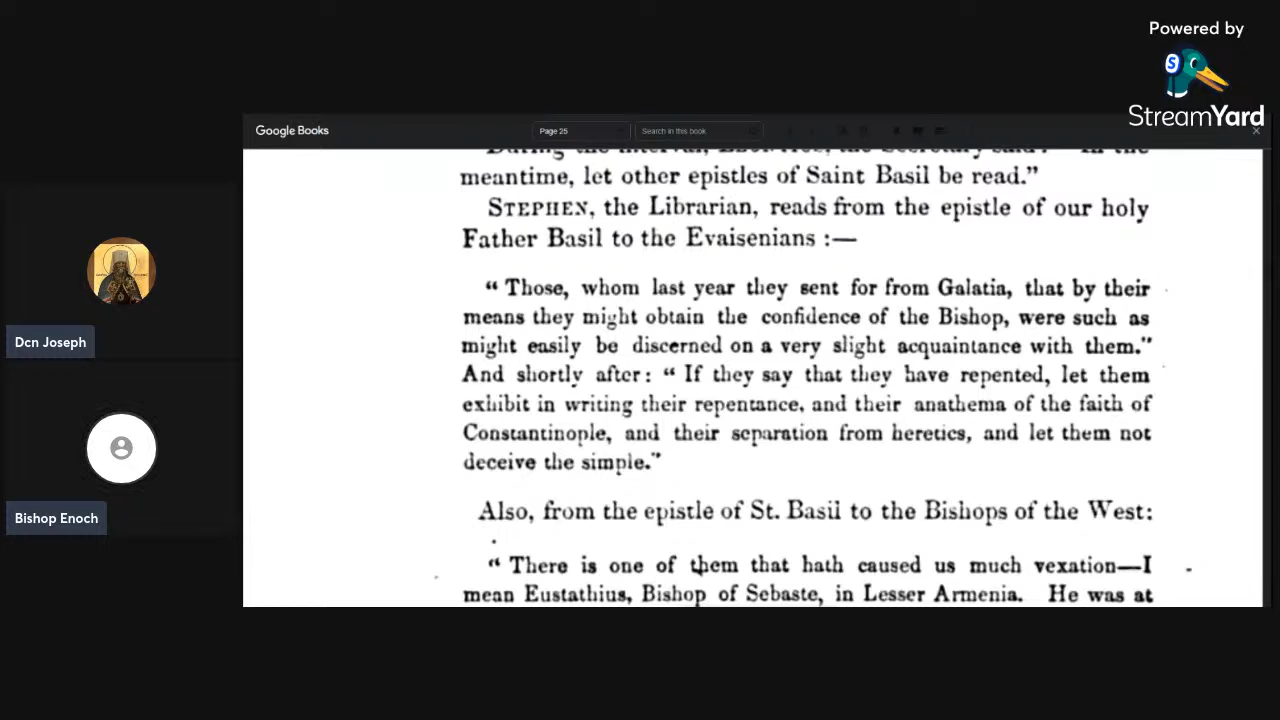 Powered by
StreamYard
Google Books
Page 25
Search in this book
meantime, let other epistles of Saint Basil be read.”
STEPHEN, the Librarian, reads from the epistle of our holy
Father Basil to the Evaisenians :—
“ Those, whom last year they sent for from Galatia, that by their
means they might obtain the confidence of the Bishop, were such as
might easily be discerned on a very slight acquaintance with them.”
And shortly after: “ If they say that they have repented, let them
exhibit in writing their repentance, and their anathema of the faith of
Constantinople, and their separation from heretics, and let them not
deceive the simple.”
Also, from the epistle of St. Basil to the Bishops of the West:
“ There is one of them that hath caused us much vexation—I
mean Eustathius, Bishop of Sebaste, in Lesser Armenia. He was at
Dcn Joseph
Bishop Enoch